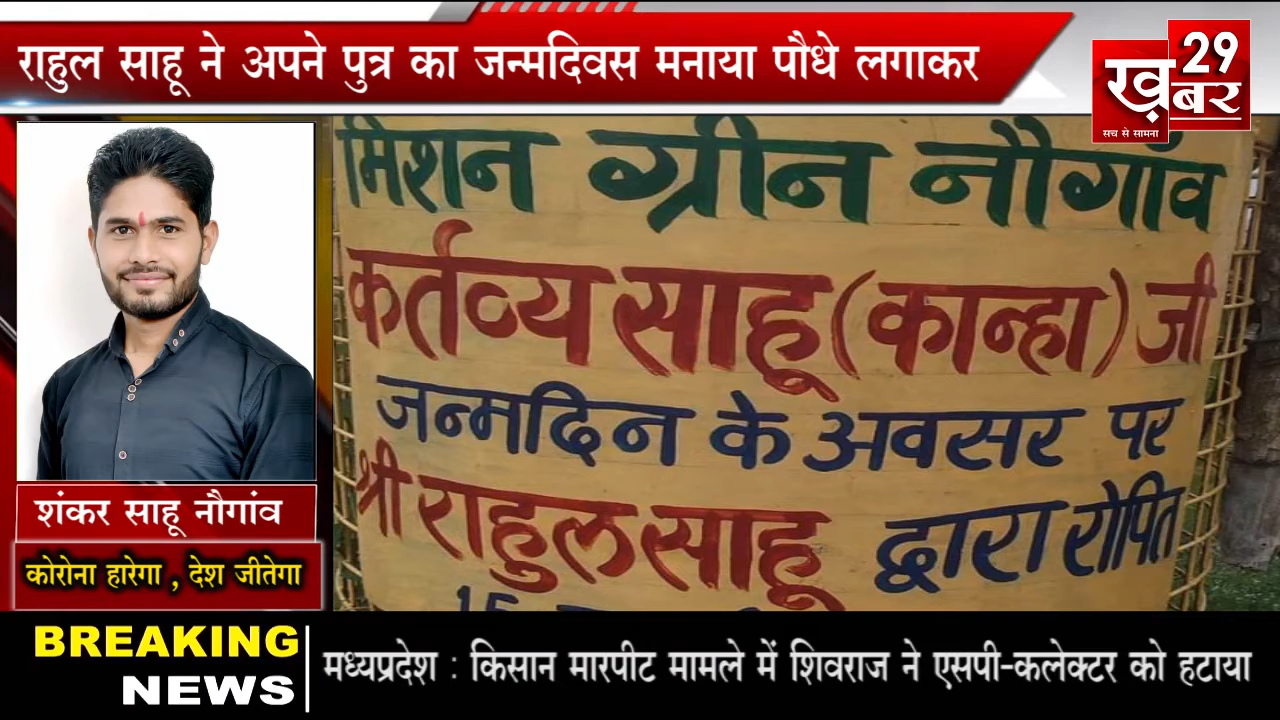 राहुल साहू ने अपने पुत्र का जन्मदिवस मनाया पौधे लगाकर
29
ख़बर
सच से सामना
मिशन ग्रीन नौगाँव
कर्तव्य साहू (कान्हा) जी
जन्मदिन के अवसर पर
श्री राहुल साहू द्वारा रोपित
15
शंकर साहू नौगांव
कोरोना हारेगा , देश जीतेगा
BREAKING
NEWS
मध्यप्रदेश : किसान मारपीट मामले में शिवराज ने एसपी-कलेक्टर को हटाया